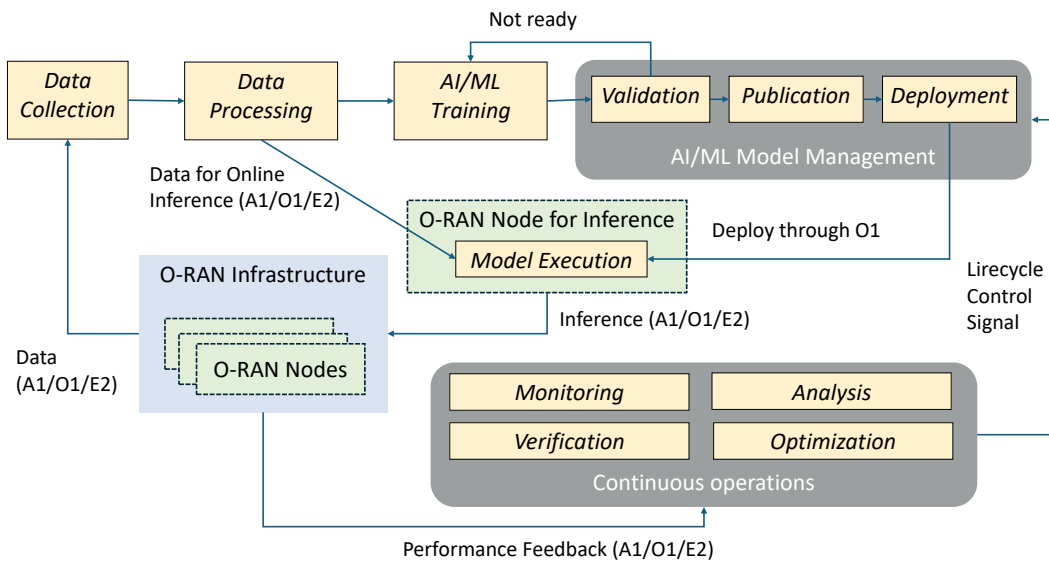 Not ready
Data
Collection
Data
Processing
AI/ML
Training
Validation
Publication
Deployment
AI/ML Model Management
Data for Online
Inference (A1/O1/E2)
O-RAN Node for Inference
Model Execution
Deploy through O1
O-RAN Infrastructure
O-RAN Nodes
Inference (A1/O1/E2)
Lirecycle
Control
Signal
Data
(A1/O1/E2)
Monitoring
Analysis
Verification
Optimization
Continuous operations
Performance Feedback (A1/O1/E2)